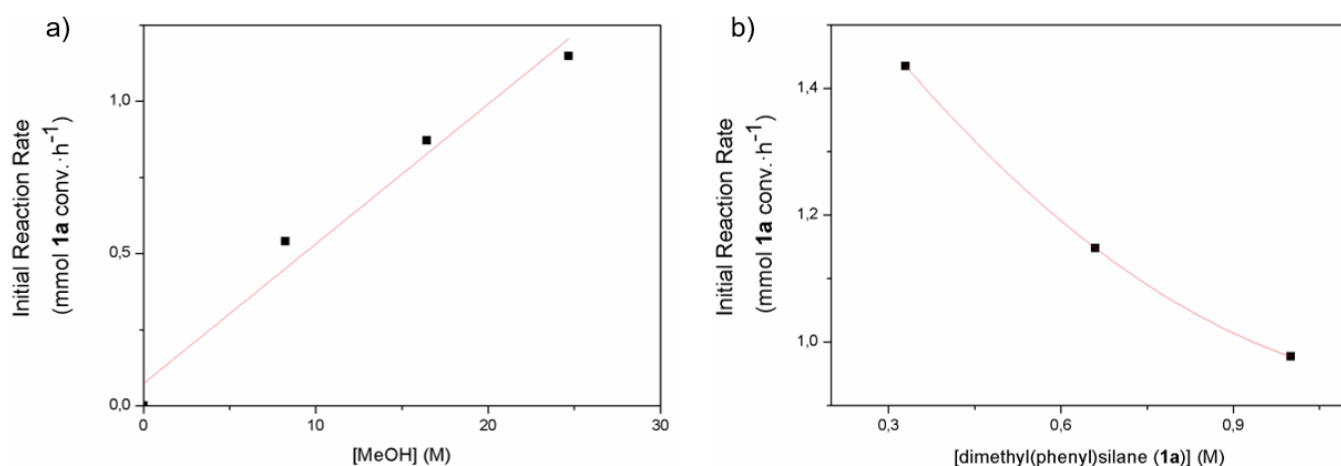 a)
Initial Reaction Rate
(mmol 1a conv.·h⁻¹)
1,0
0,5
0,0
0
10
20
30
[MeOH] (M)
b)
Initial Reaction Rate
(mmol 1a conv.·h⁻¹)
1,4
1,2
1,0
0,3
0,6
0,9
[dimethyl(phenyl)silane (1a)] (M)